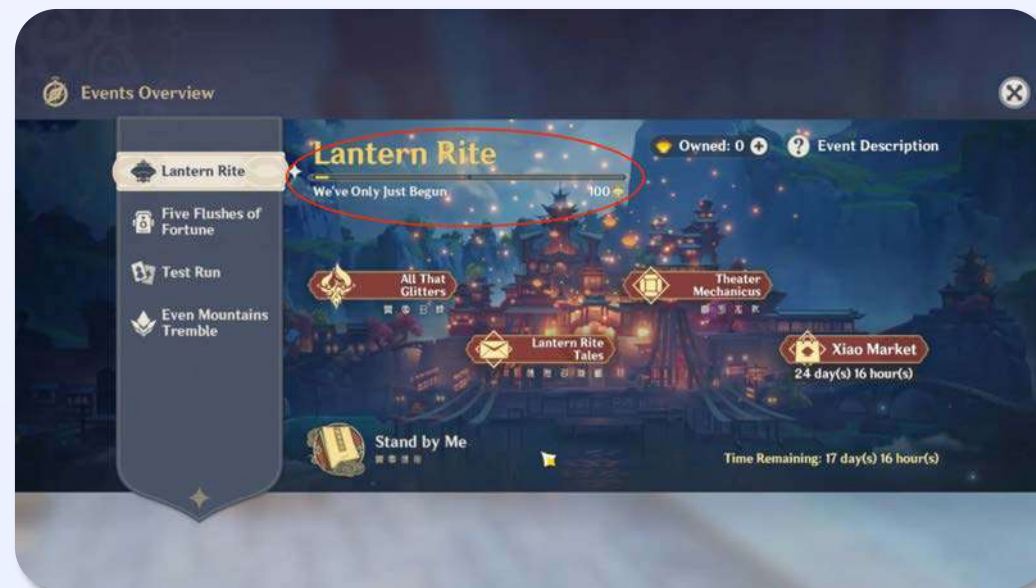 Events Overview
Lantern Rite
Five Flushes of
Fortune
Test Run
Even Mountains
Tremble
Lantern Rite
We've Only Just Begun
100
Owned: 0
Event Description
All That
Glitters
Theater
Mechanicus
Lantern Rite
Tales
Xiao Market
24 day(s) 16 hour(s)
Stand by Me
Time Remaining: 17 day(s) 16 hour(s)